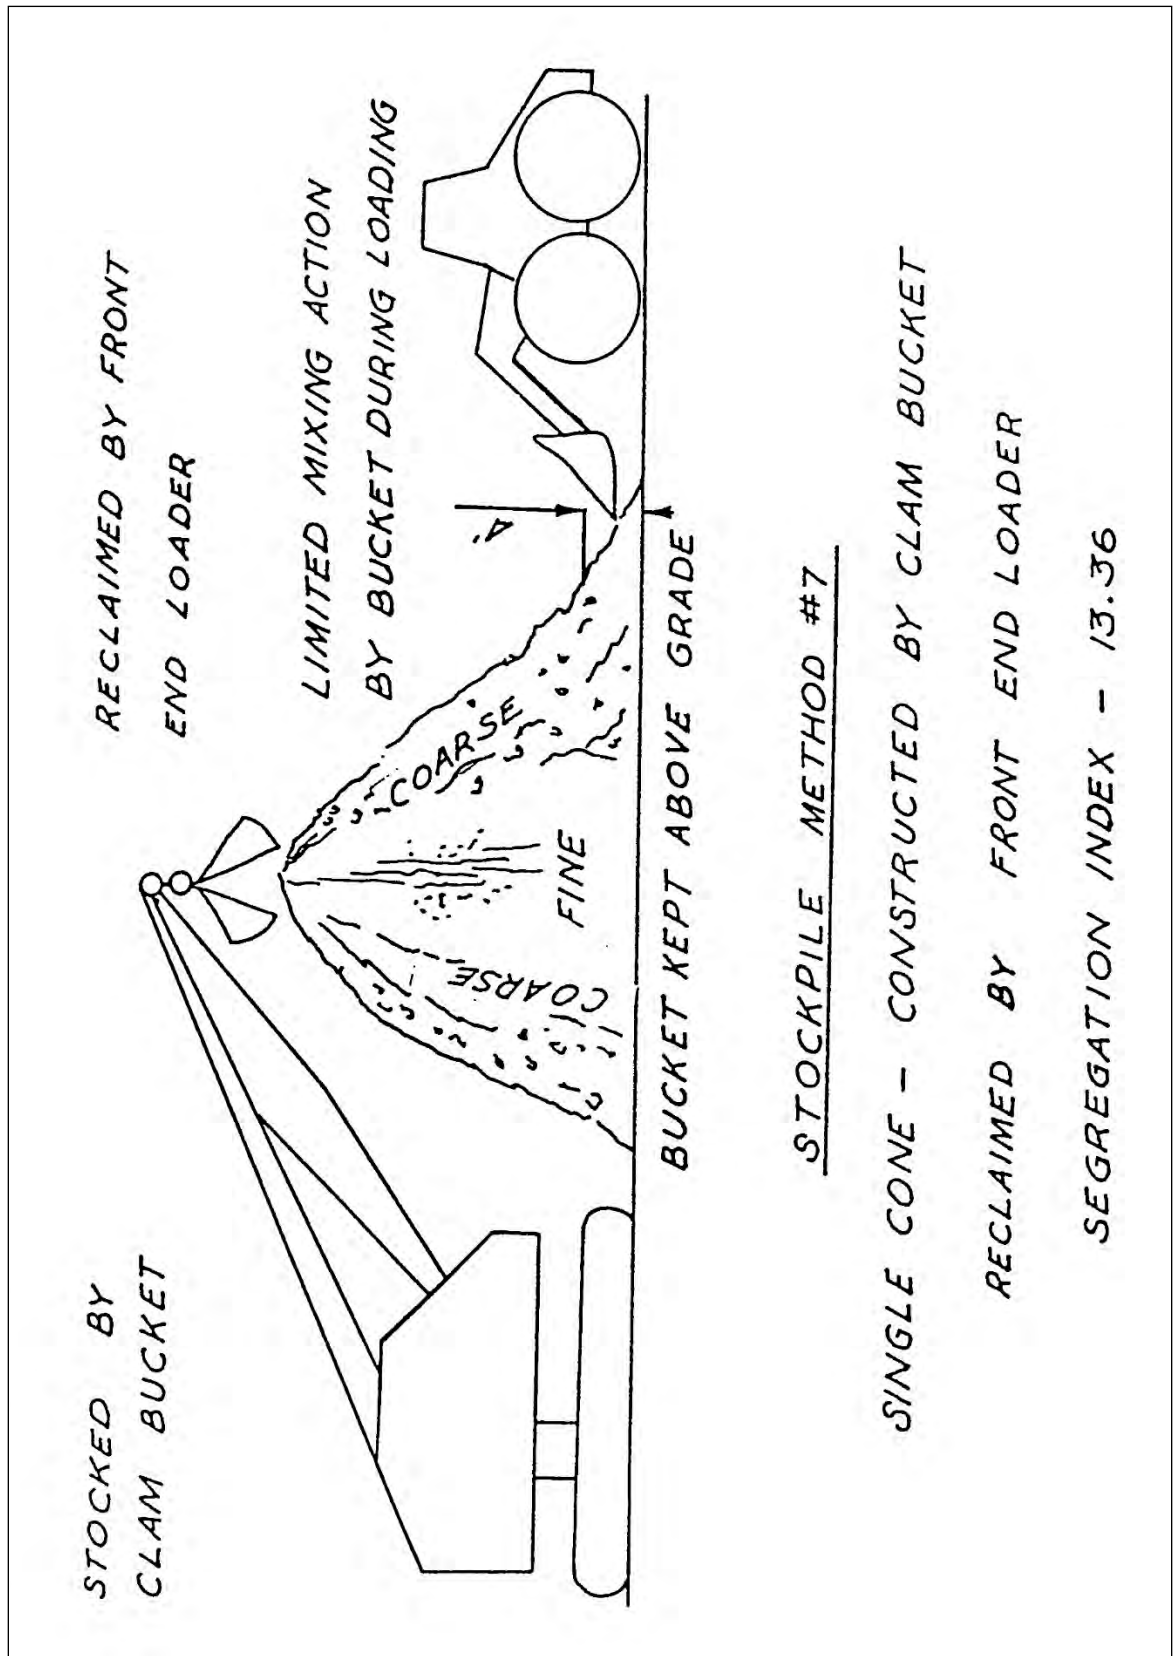 STOCKED BY
CLAM BUCKET
RECLAIMED BY FRONT
END LOADER
LIMITED MIXING ACTION
BY BUCKET DURING LOADING
COARSE
FINE
COARSE
BUCKET KEPT ABOVE GRADE
STOCKPILE METHOD #7
SINGLE CONE - CONSTRUCTED BY CLAM BUCKET
RECLAIMED BY FRONT END LOADER
SEGREGATION INDEX - 13.36